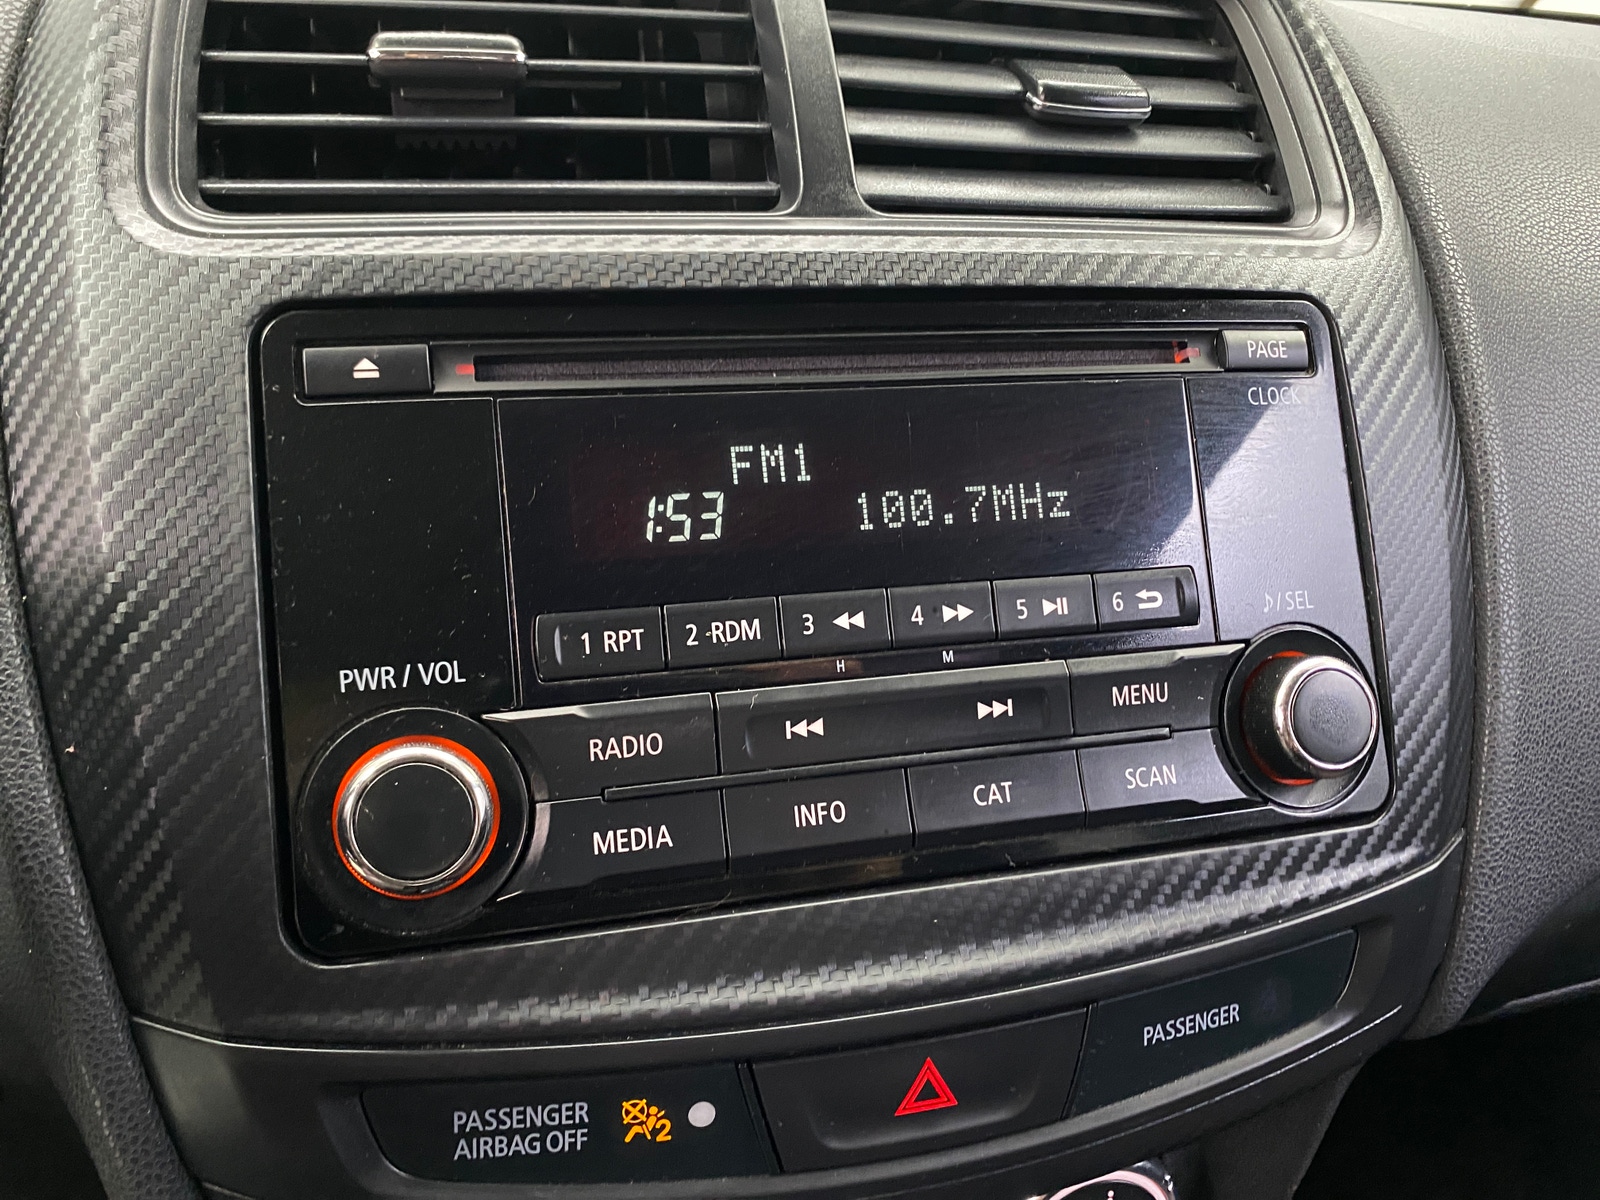 PAGE
CLOCK
FM1
1:53 100.7MHz
1 RPT 2 RDM 3 4 5 6
H M
♪/SEL
PWR / VOL
RADIO MENU
MEDIA INFO CAT SCAN
PASSENGER
AIRBAG OFF
2
PASSENGER